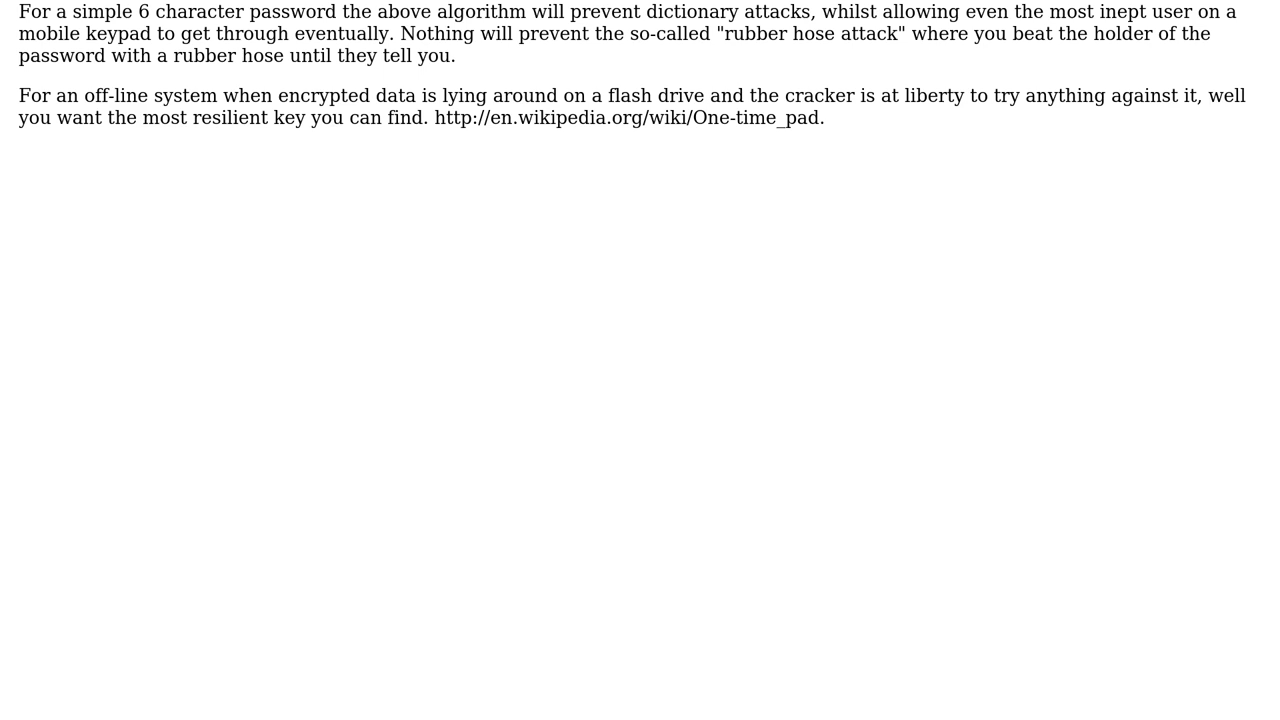 For a simple 6 character password the above algorithm will prevent dictionary attacks, whilst allowing even the most inept user on a
mobile keypad to get through eventually. Nothing will prevent the so-called "rubber hose attack" where you beat the holder of the
password with a rubber hose until they tell you.
For an off-line system when encrypted data is lying around on a flash drive and the cracker is at liberty to try anything against it, well
you want the most resilient key you can find. http://en.wikipedia.org/wiki/One-time_pad.